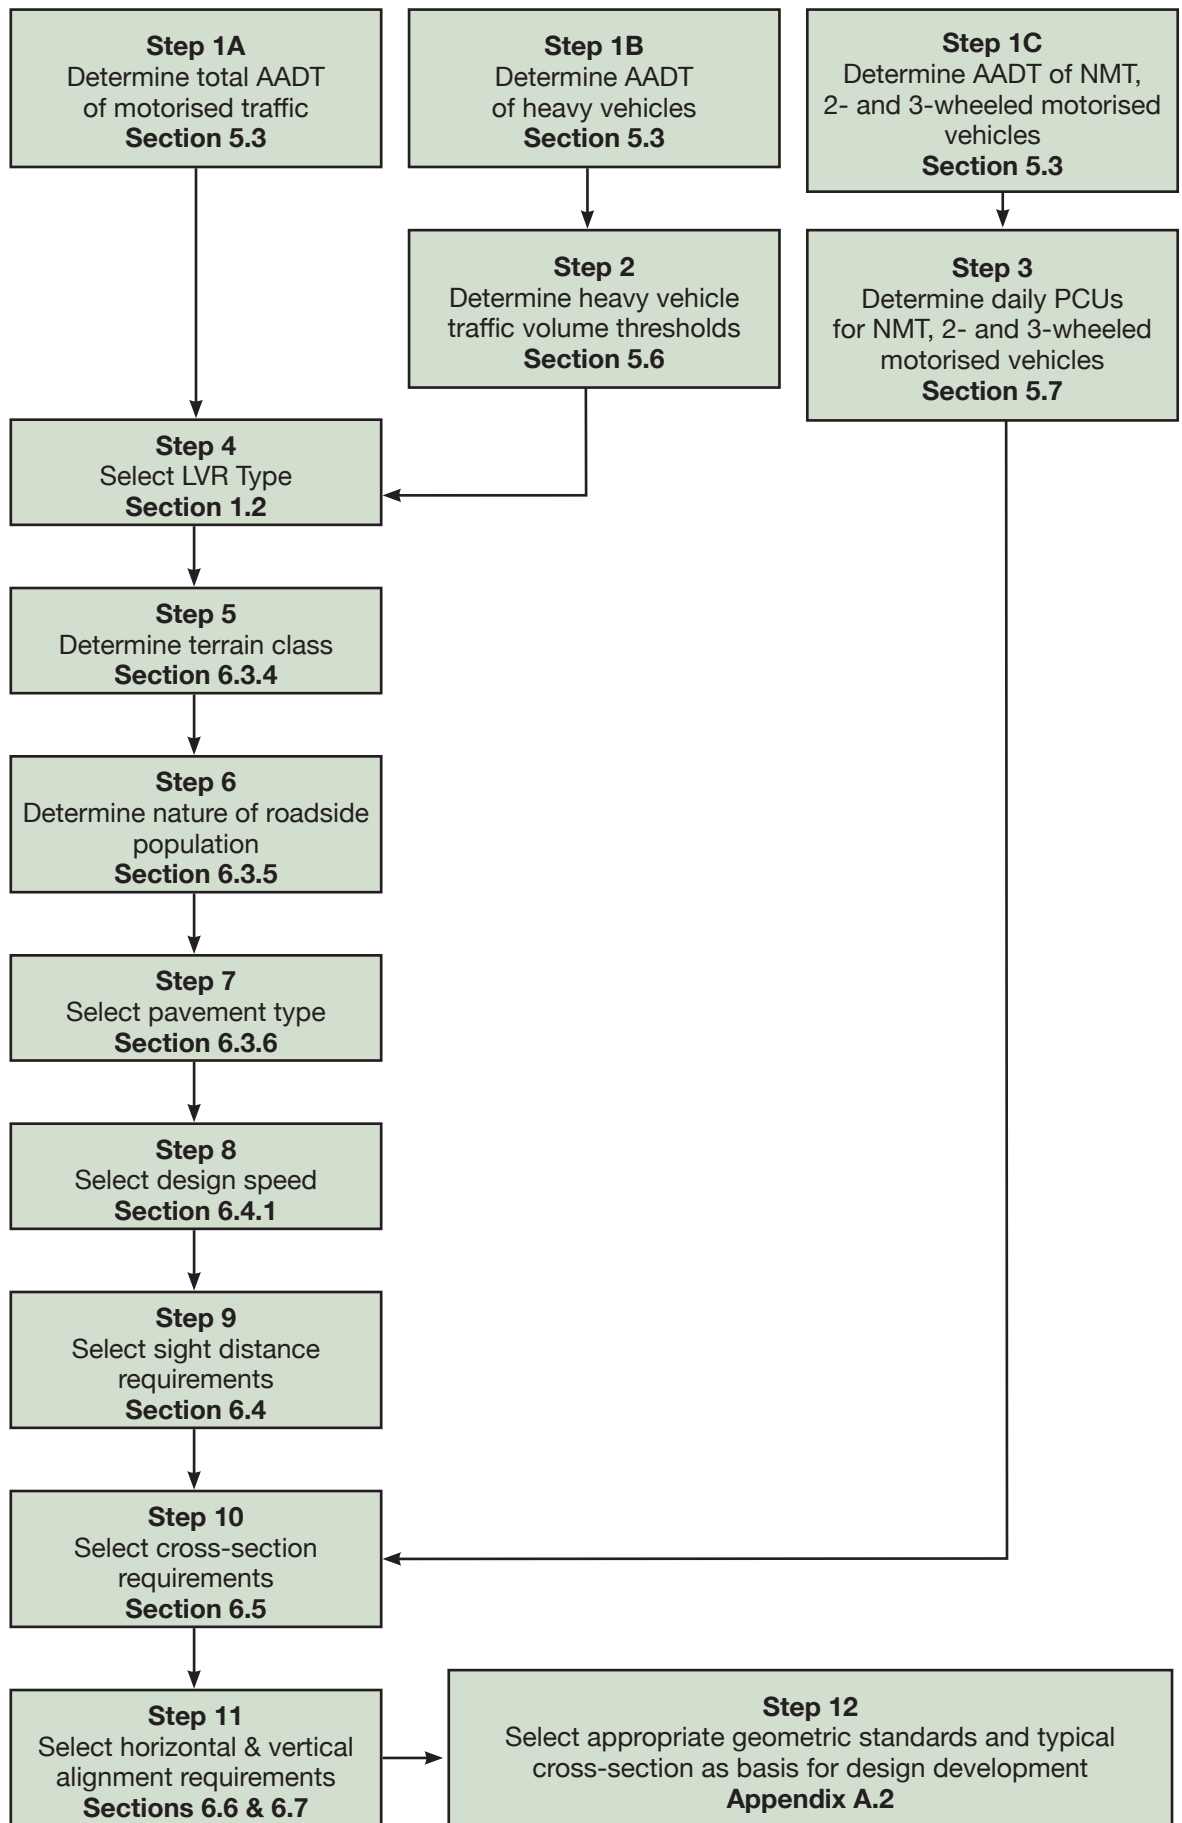 Step 1A
Determine total AADT
of motorised traffic
Section 5.3
Step 1B
Determine AADT
of heavy vehicles
Section 5.3
Step 1C
Determine AADT of NMT,
2- and 3-wheeled motorised
vehicles
Section 5.3
Step 2
Determine heavy vehicle
traffic volume thresholds
Section 5.6
Step 3
Determine daily PCUs
for NMT, 2- and 3-wheeled
motorised vehicles
Section 5.7
Step 4
Select LVR Type
Section 1.2
Step 5
Determine terrain class
Section 6.3.4
Step 6
Determine nature of roadside
population
Section 6.3.5
Step 7
Select pavement type
Section 6.3.6
Step 8
Select design speed
Section 6.4.1
Step 9
Select sight distance
requirements
Section 6.4
Step 10
Select cross-section
requirements
Section 6.5
Step 11
Select horizontal & vertical
alignment requirements
Sections 6.6 & 6.7
Step 12
Select appropriate geometric standards and typical
cross-section as basis for design development
Appendix A.2